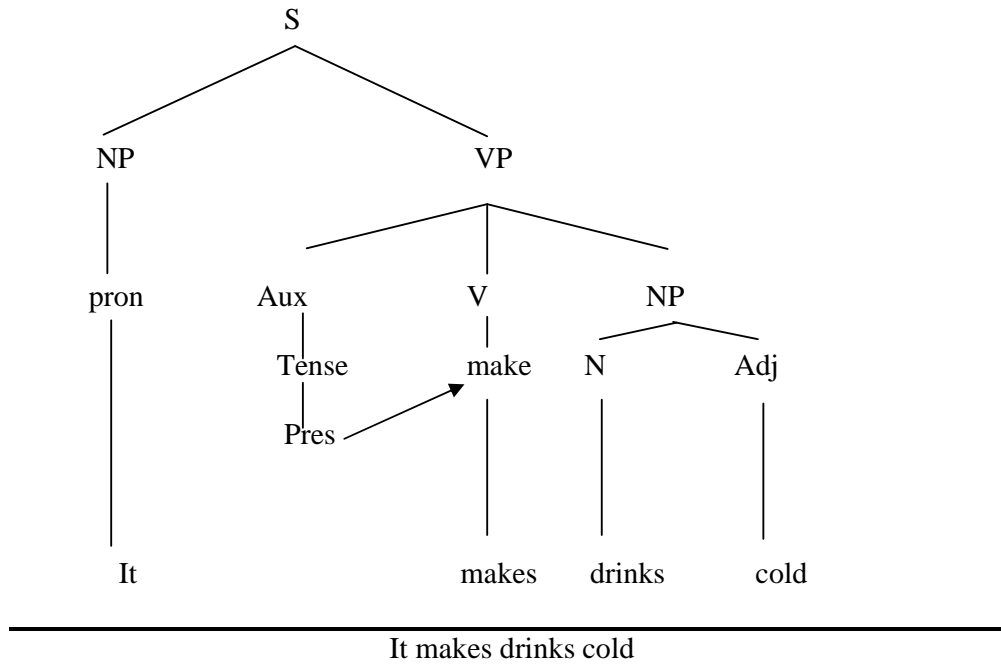 S
NP VP
pron Aux V NP
Tense make N Adj
Pres
It makes drinks cold
It makes drinks cold